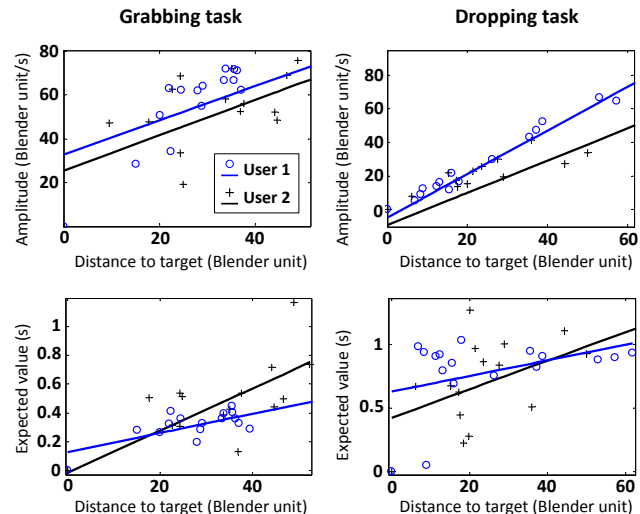 Grabbing task
Dropping task
Amplitude (Blender unit/s)
80
60
40
20
0
20
40
Distance to target (Blender unit)
User 1
User 2
Amplitude (Blender unit/s)
80
60
40
20
0
0
20
40
60
Distance to target (Blender unit)
Expected value (s)
1.2
1
0.8
0.6
0.4
0.2
0
0
20
40
Distance to target (Blender unit)
Expected value (s)
1
0.5
0
0
20
40
60
Distance to target (Blender unit)